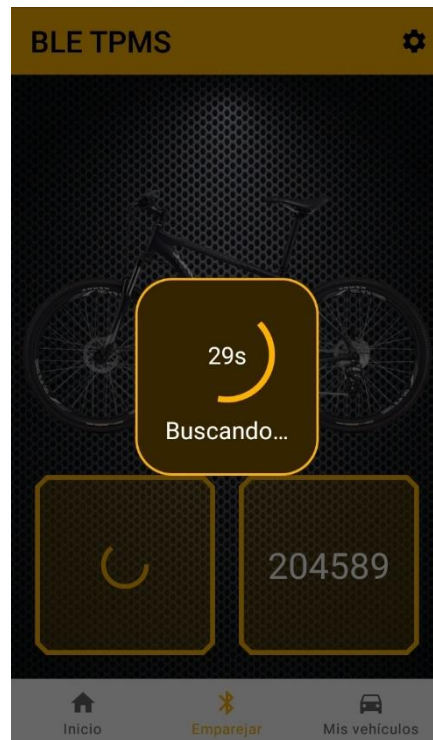 BLE TPMS
29s
Buscando...
204589
Inicio
Emparejar
Mis vehículos